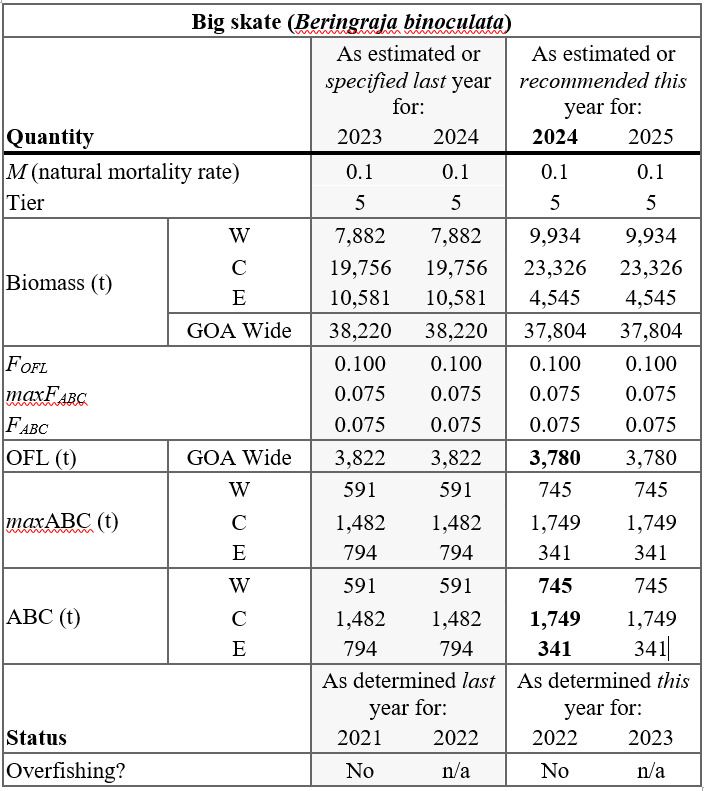 Big skate (Beringraja binoculata)
As estimated or As estimated or
specified last year recommended this
for: year for:
Quantity 2023 2024 2024 2025
M (natural mortality rate) 0.1 0.1 0.1 0.1
Tier 5 5 5 5
W 7,882 7,882 9,934 9,934
Biomass (t) C 19,756 19,756 23,326 23,326
E 10,581 10,581 4,545 4,545
GOA Wide 38,220 38,220 37,804 37,804
FOFL 0.100 0.100 0.100 0.100
maxFABC 0.075 0.075 0.075 0.075
FABC 0.075 0.075 0.075 0.075
OFL (t) GOA Wide 3,822 3,822 3,780 3,780
W 591 591 745 745
maxABC (t) C 1,482 1,482 1,749 1,749
E 794 794 341 341
W 591 591 745 745
ABC (t) C 1,482 1,482 1,749 1,749
E 794 794 341 341
As determined last As determined this
year for: year for:
Status 2021 2022 2022 2023
Overfishing? No n/a No n/a